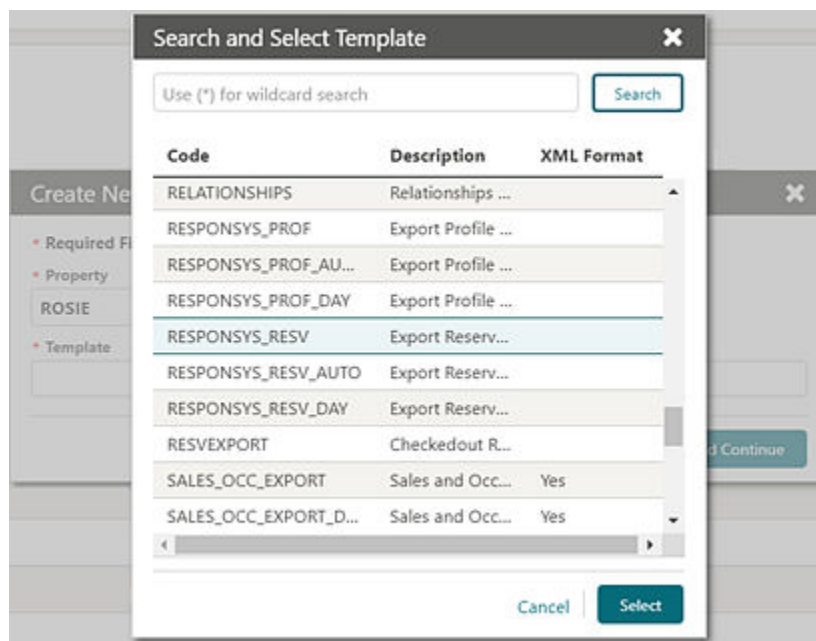 Search and Select Template
Use (*) for wildcard search
Search
Code Description XML Format
RELATIONSHIPS Relationships ...
RESPONSYS_PROF Export Profile ...
RESPONSYS_PROF_AU... Export Profile ...
RESPONSYS_PROF_DAY Export Profile ...
RESPONSYS_RESV Export Reserv...
RESPONSYS_RESV_AUTO Export Reserv...
RESPONSYS_RESV_DAY Export Reserv...
RESVEXPORT Checkedout R...
SALES_OCC_EXPORT Sales and Occ... Yes
SALES_OCC_EXPORT_D... Sales and Occ... Yes
Cancel
Select
Create Ne
* Required Fi
* Property
ROSIE
* Template
d Continue